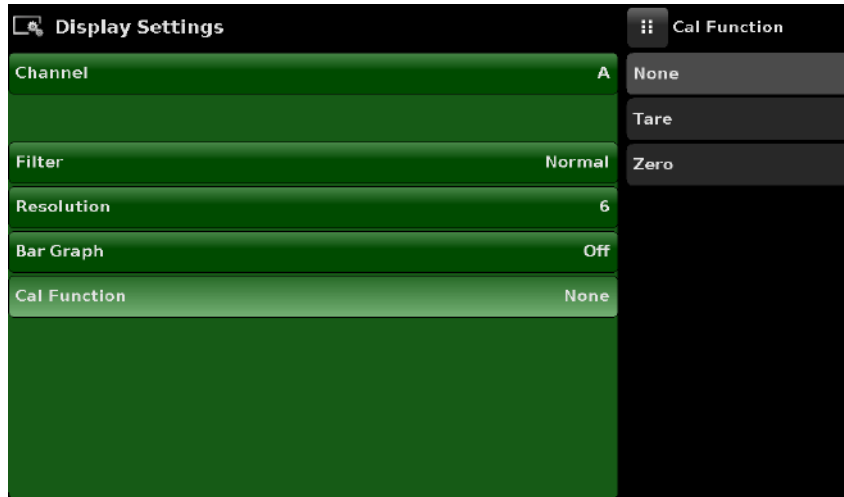 Display Settings
Channel A
Filter Normal
Resolution 6
Bar Graph Off
Cal Function None
Cal Function
None
Tare
Zero